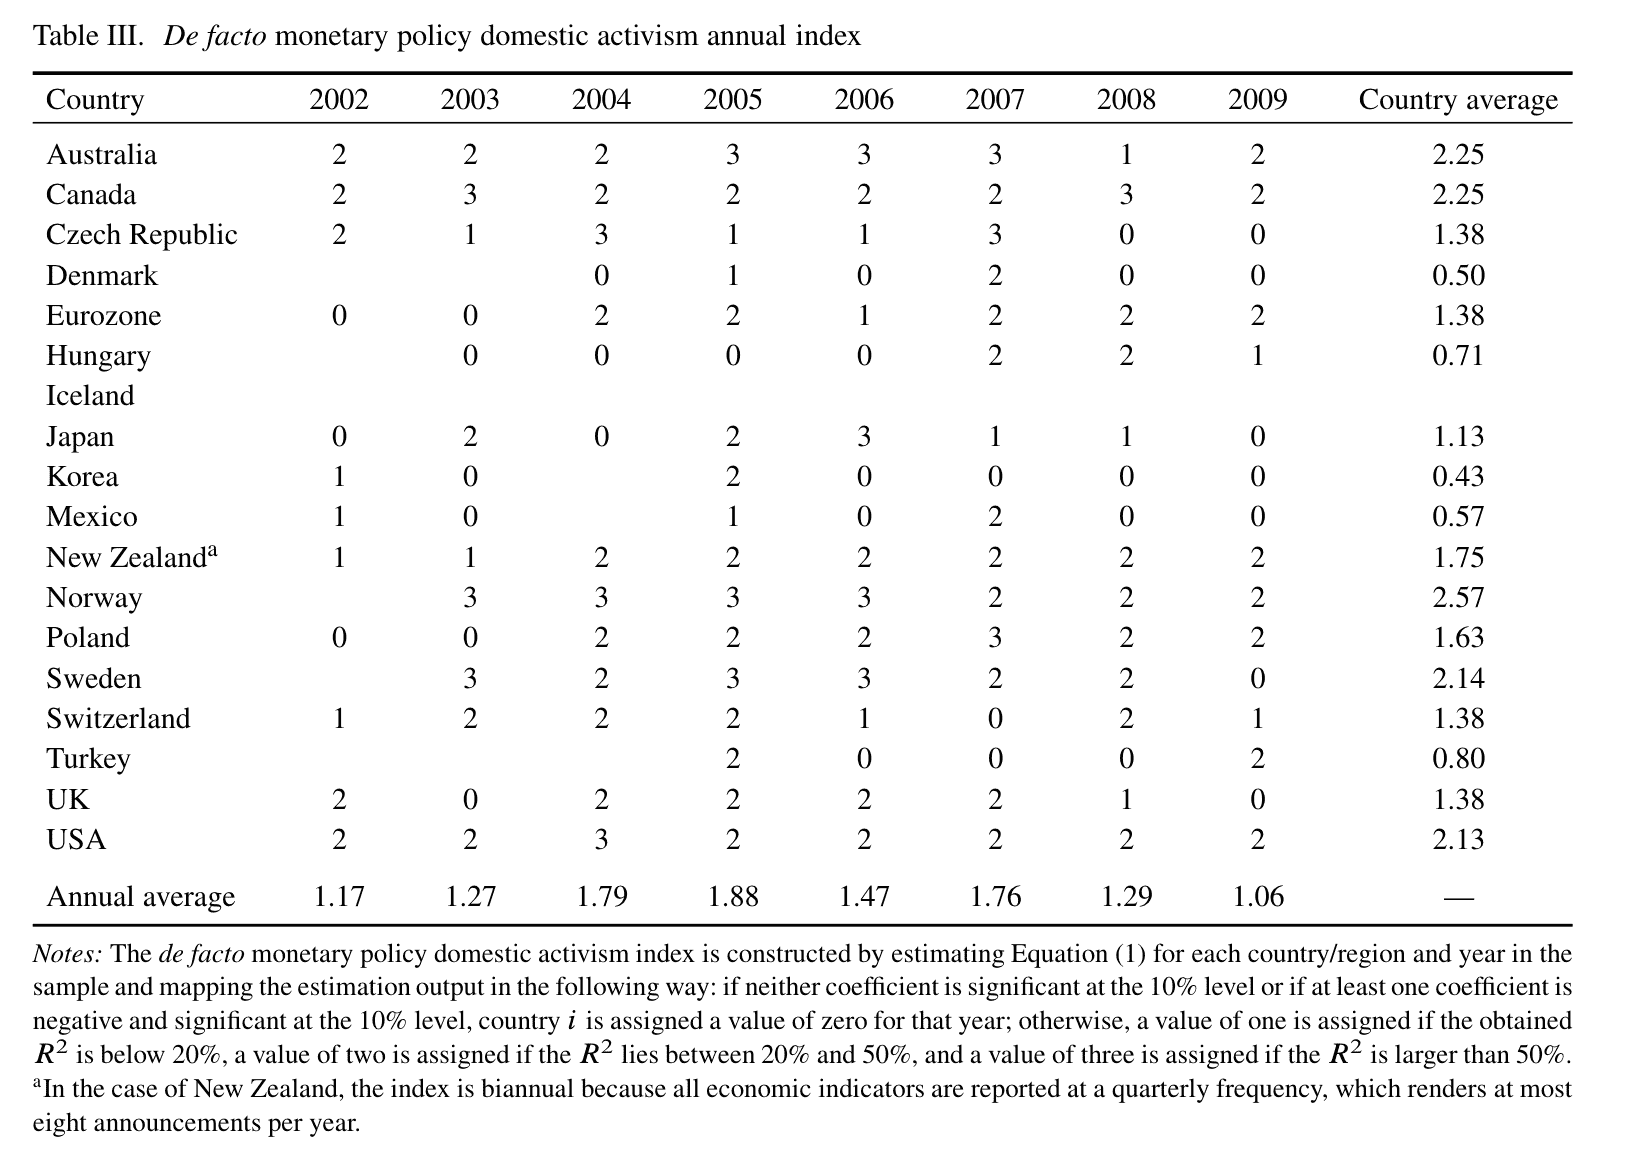 Table III. De facto monetary policy domestic activism annual index
Country 2002 2003 2004 2005 2006 2007 2008 2009 Country average
Australia 2 2 2 3 3 3 1 2 2.25
Canada 2 3 2 2 2 2 3 2 2.25
Czech Republic 2 1 3 1 1 3 0 0 1.38
Denmark 0 1 0 2 0 0 0.50
Eurozone 0 0 2 2 1 2 2 2 1.38
Hungary 0 0 0 0 2 2 1 0.71
Iceland
Japan 0 2 0 2 3 1 1 0 1.13
Korea 1 0 2 0 0 0 0 0.43
Mexico 1 0 1 0 2 0 0 0.57
New Zealandᵃ 1 1 2 2 2 2 2 2 1.75
Norway 3 3 3 3 2 2 2 2.57
Poland 0 0 2 2 2 3 2 2 1.63
Sweden 3 2 3 3 2 2 0 2.14
Switzerland 1 2 2 2 1 0 2 1 1.38
Turkey 2 0 0 0 2 0.80
UK 2 0 2 2 2 2 1 0 1.38
USA 2 2 3 2 2 2 2 2 2.13
Annual average 1.17 1.27 1.79 1.88 1.47 1.76 1.29 1.06 —
Notes: The de facto monetary policy domestic activism index is constructed by estimating Equation (1) for each country/region and year in the
sample and mapping the estimation output in the following way: if neither coefficient is significant at the 10% level or if at least one coefficient is
negative and significant at the 10% level, country i is assigned a value of zero for that year; otherwise, a value of one is assigned if the obtained
R² is below 20%, a value of two is assigned if the R² lies between 20% and 50%, and a value of three is assigned if the R² is larger than 50%.
ᵃIn the case of New Zealand, the index is biannual because all economic indicators are reported at a quarterly frequency, which renders at most
eight announcements per year.